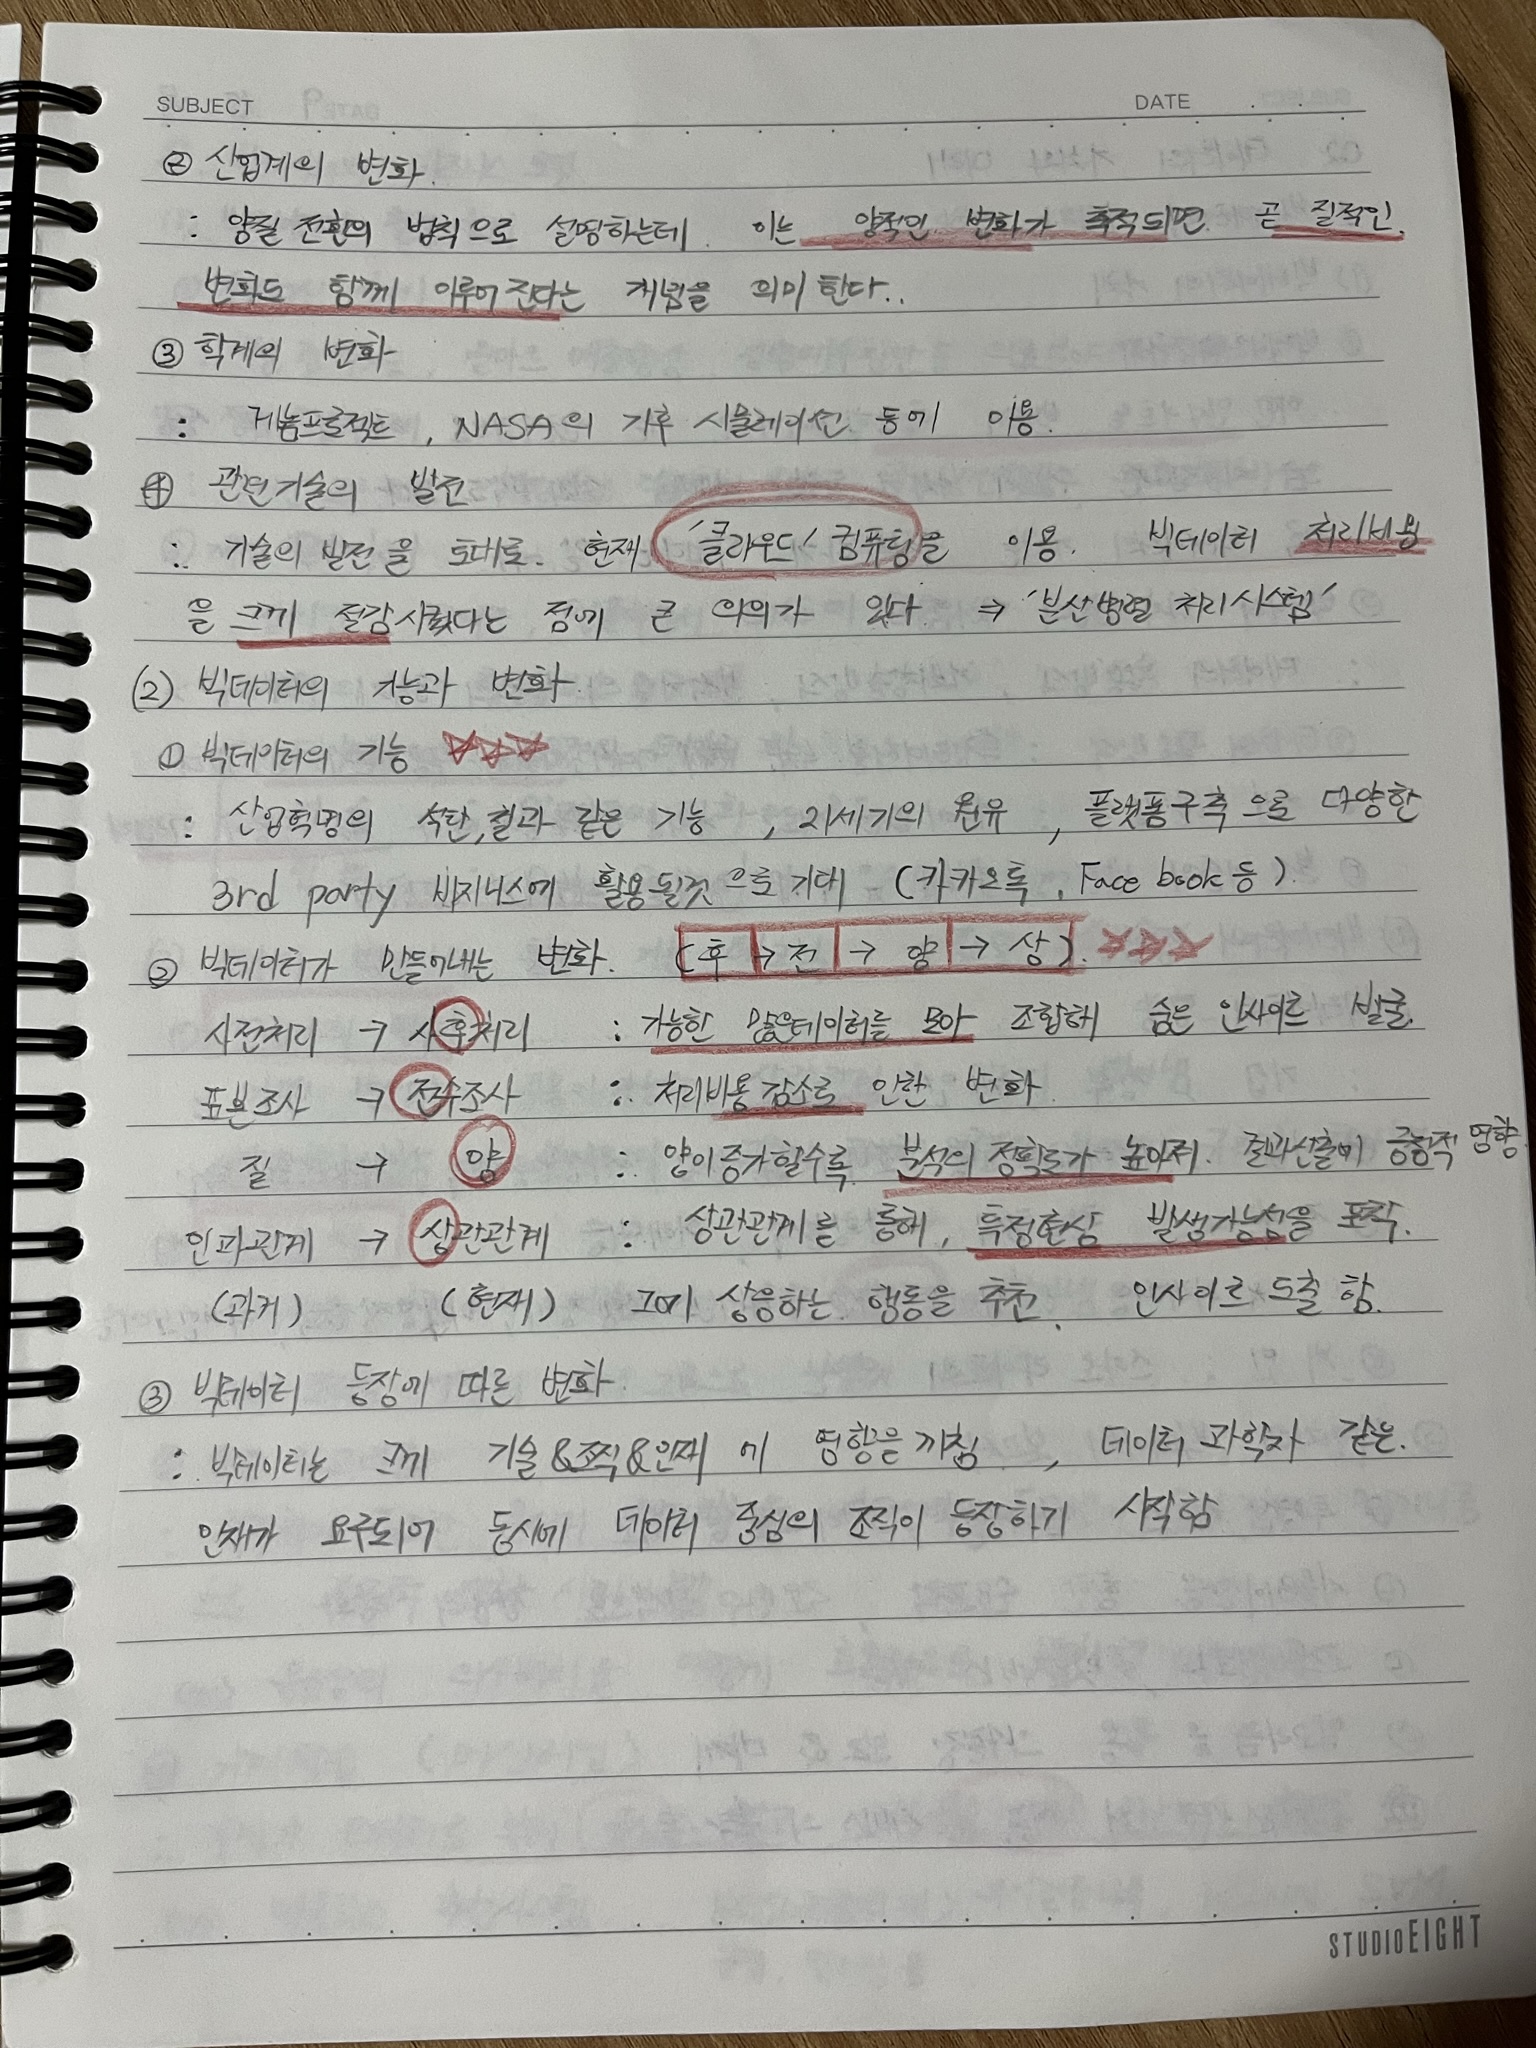 SUBJECT DATE
② 산업계의 변화.
: 양질 전환의 법칙으로 설명하는데. 이는 양적인 변화가 축적되면 곧 질적인
변화도 함께 이루어 진다는 개념을 의미 한다..
③ 학계의 변화
: 게놈프로젝트, NASA의 기후 시뮬레이션 등에 이용.
④ 관련기술의 발전
: 기술의 발전을 토대로. 현재 '클라우드' 컴퓨팅을 이용. 빅데이터 처리비용
을 크게 절감시켰다는 점에 큰 의의가 있다 → '분산병렬 처리시스템'
(2) 빅데이터의 기능과 변화
① 빅데이터의 기능 ☆☆☆
: 산업혁명의 석탄,철과 같은 기능, 21세기의 원유, 플랫폼구축으로 다양한
3rd party 비지니스에 활용될것으로 기대 (카카오톡, Face book 등).
② 빅데이터가 만들어내는 변화. (후 → 전 → 양 → 상). ☆☆☆
사전처리 → 사후처리 : 가능한 많은데이터를 모아 조합해 숨은 인사이트 발굴.
표본조사 → 전수조사 : 처리비용 감소로 인한 변화
질 → 양 : 양이 증가할수록 분석의 정확도가 높아져. 결과산출에 긍정적 영향.
인과관계 → 상관관계 : 상관관계를 통해, 특정현상 발생가능성을 포착.
(과거) (현재) 그에 상응하는 행동을 추천. 인사이트 도출 함.
③ 빅데이터 등장에 따른 변화
: 빅데이터는 크게 기술&조직&인재 에 영향을 끼침, 데이터 과학자 같은.
인재가 요구되어 동시에 데이터 중심의 조직이 등장하기 시작함
STUDIO EIGHT